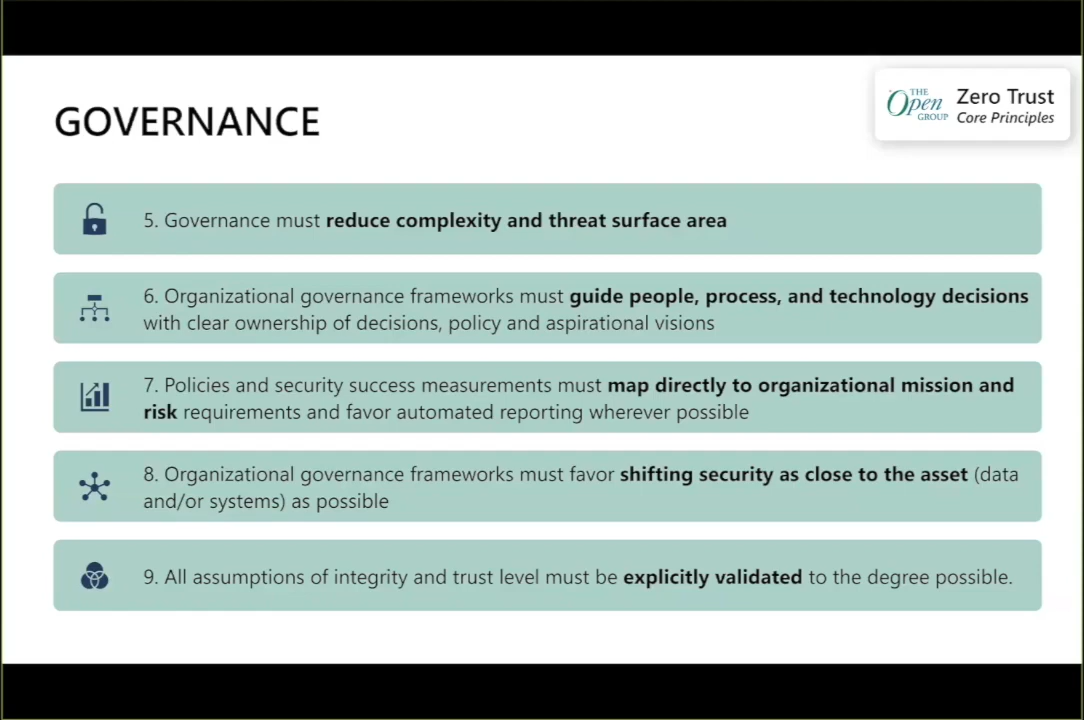 GOVERNANCE
THE
Open
GROUP
Zero Trust
Core Principles
5. Governance must reduce complexity and threat surface area
6. Organizational governance frameworks must guide people, process, and technology decisions
with clear ownership of decisions, policy and aspirational visions
7. Policies and security success measurements must map directly to organizational mission and
risk requirements and favor automated reporting wherever possible
8. Organizational governance frameworks must favor shifting security as close to the asset (data
and/or systems) as possible
9. All assumptions of integrity and trust level must be explicitly validated to the degree possible.